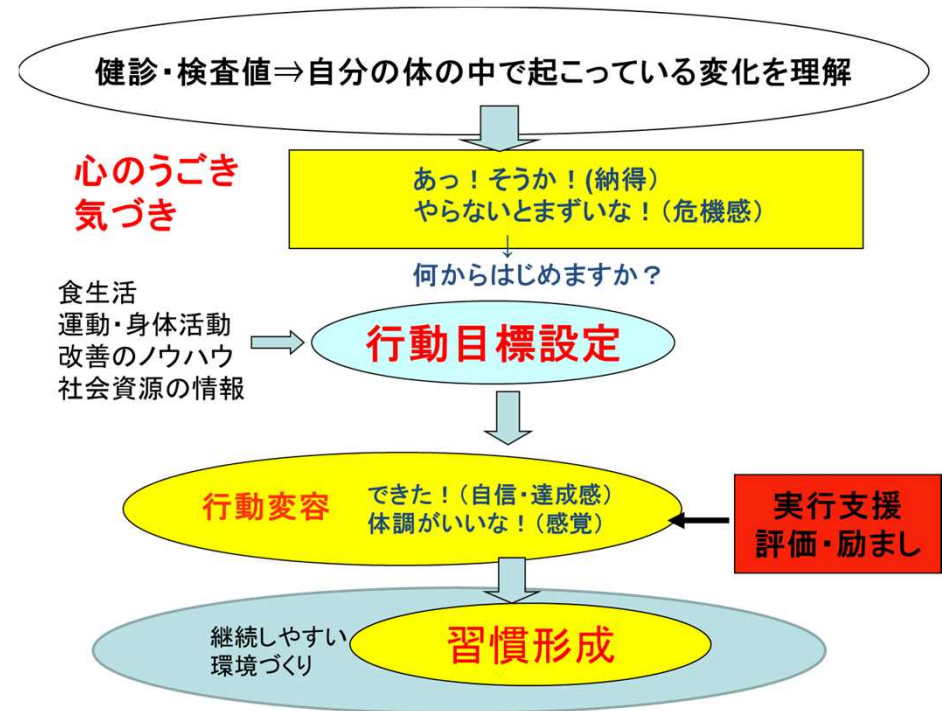 健診・検査値⇒自分の体の中で起こっている変化を理解
心のうごき
気づき
あっ！そうか！(納得）
やらないとまずいな！（危機感）
↓
何からはじめますか？
食生活
運動・身体活動
改善のノウハウ
社会資源の情報
行動目標設定
行動変容
できた！（自信・達成感）
体調がいいな！（感覚）
実行支援
評価・励まし
継続しやすい
環境づくり
習慣形成